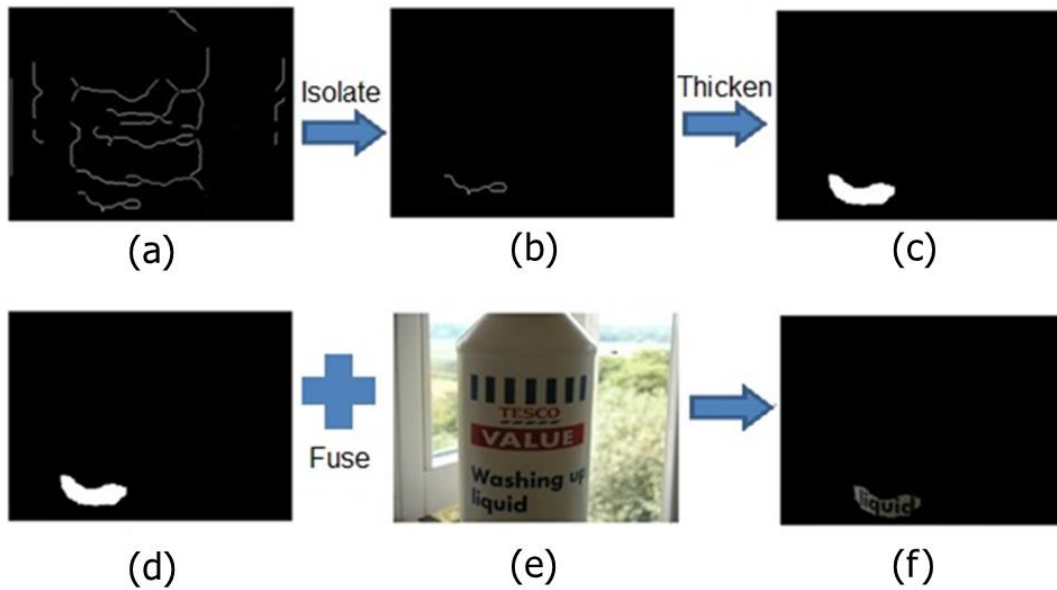 Isolate
Thicken
(a)
(b)
(c)
Fuse
TESCO
VALUE
Washing up
liquid
liquid
(d)
(e)
(f)